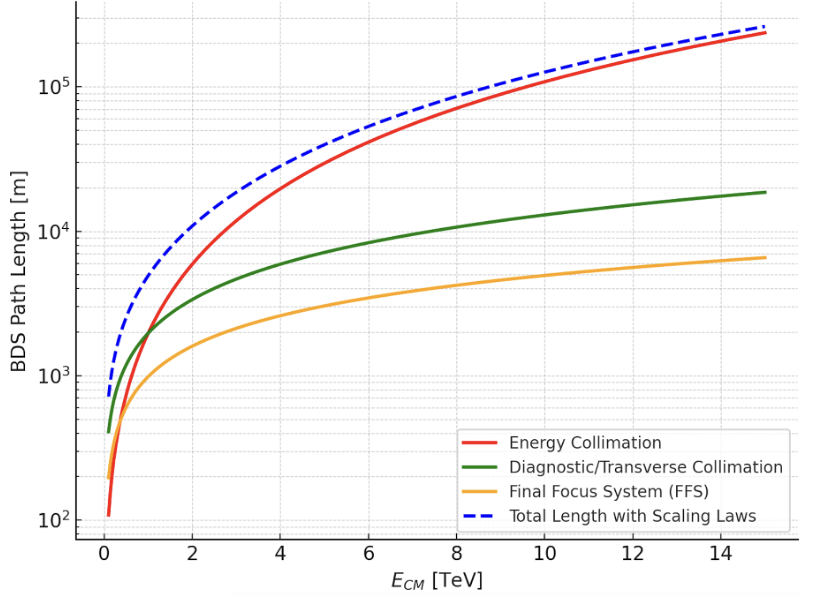 BDS Path Length [m]
10^5
10^4
10^3
10^2
Energy Collimation
Diagnostic/Transverse Collimation
Final Focus System (FFS)
Total Length with Scaling Laws
0 2 4 6 8 10 12 14
E_CM [TeV]